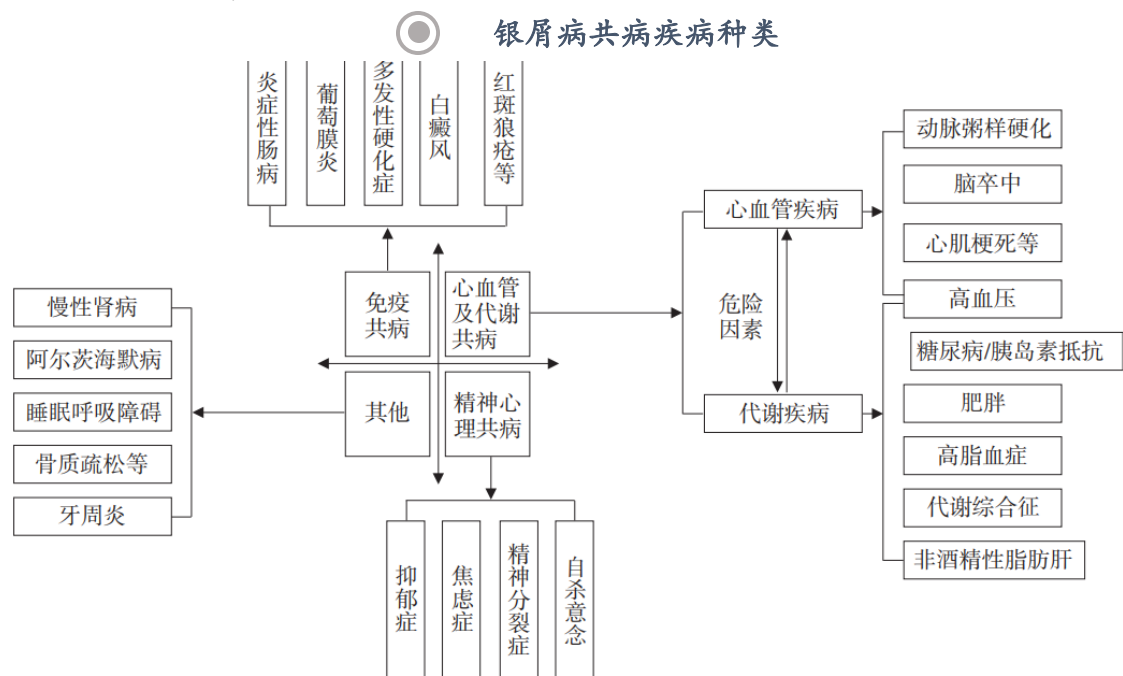 银屑病共病疾病种类
炎症性肠病
葡萄膜炎
多发性硬化症
白癜风
红斑狼疮等
免疫
共病
心血管
及代谢
共病
其他
精神心
理共病
慢性肾病
阿尔茨海默病
睡眠呼吸障碍
骨质疏松等
牙周炎
抑郁症
焦虑症
精神分裂症
自杀意念
心血管疾病
危险
因素
代谢疾病
动脉粥样硬化
脑卒中
心肌梗死等
高血压
糖尿病/胰岛素抵抗
肥胖
高脂血症
代谢综合征
非酒精性脂肪肝